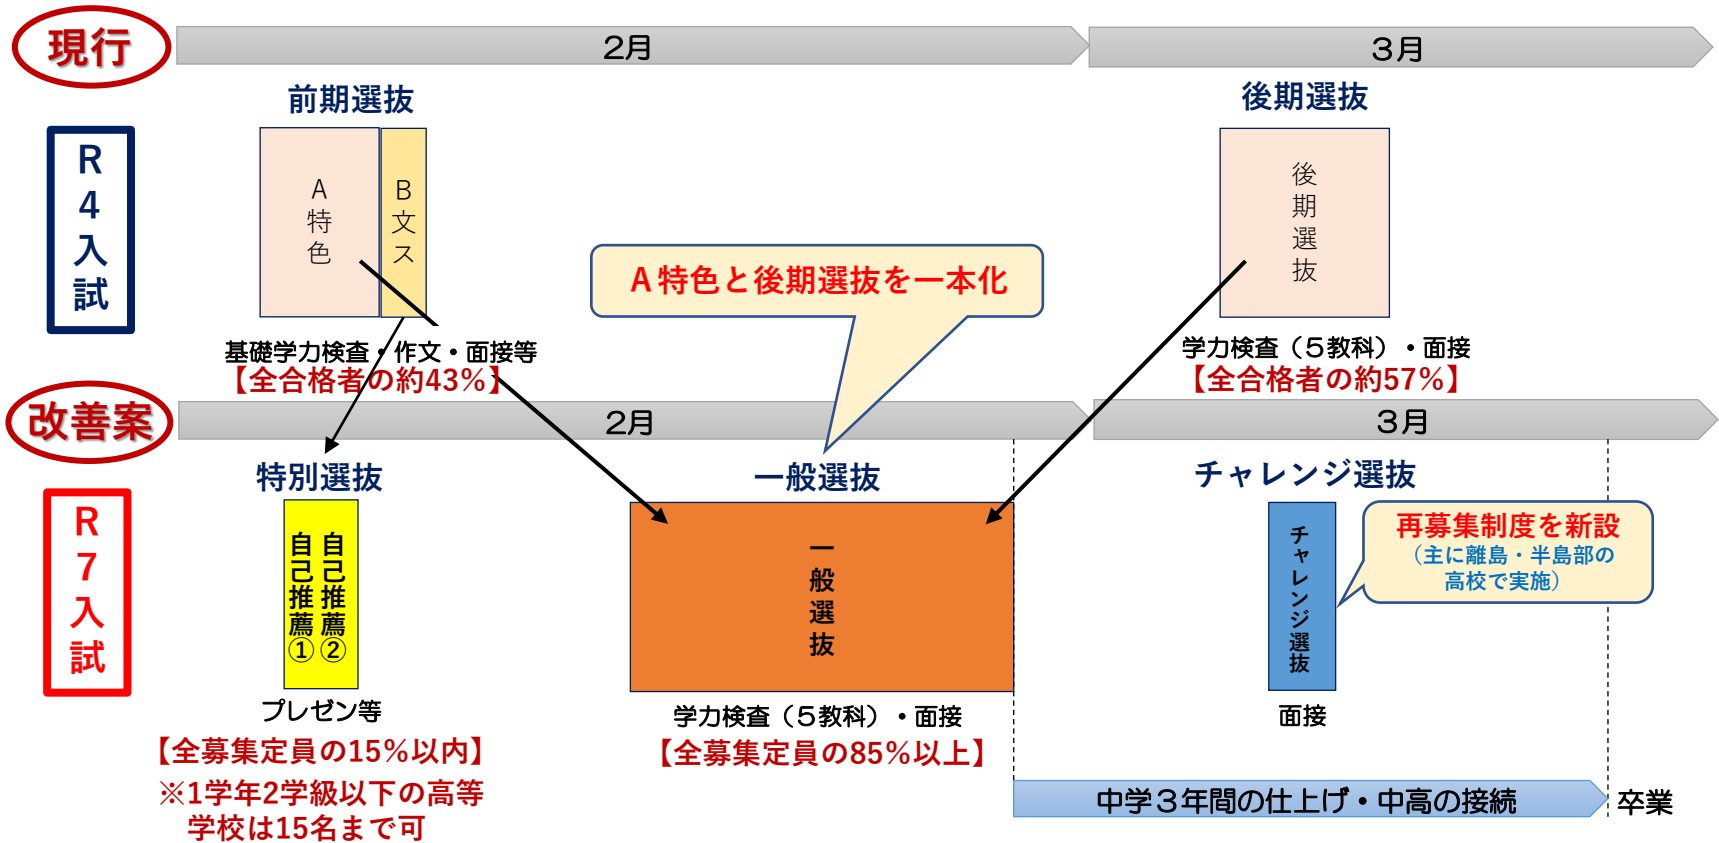 現行
2月
3月
前期選抜
後期選抜
R4入試
A特色
B文ス
後期選抜
A特色と後期選抜を一本化
基礎学力検査・作文・面接等
【全合格者の約43%】
学力検査（5教科）・面接
【全合格者の約57%】
改善案
2月
3月
特別選抜
一般選抜
チャレンジ選抜
R7入試
自己推薦①
自己推薦②
一般選抜
チャレンジ選抜
再募集制度を新設
（主に離島・半島部の
高校で実施）
プレゼン等
【全募集定員の15%以内】
※1学年2学級以下の高等
学校は15名まで可
学力検査（5教科）・面接
【全募集定員の85%以上】
面接
中学3年間の仕上げ・中高の接続
卒業